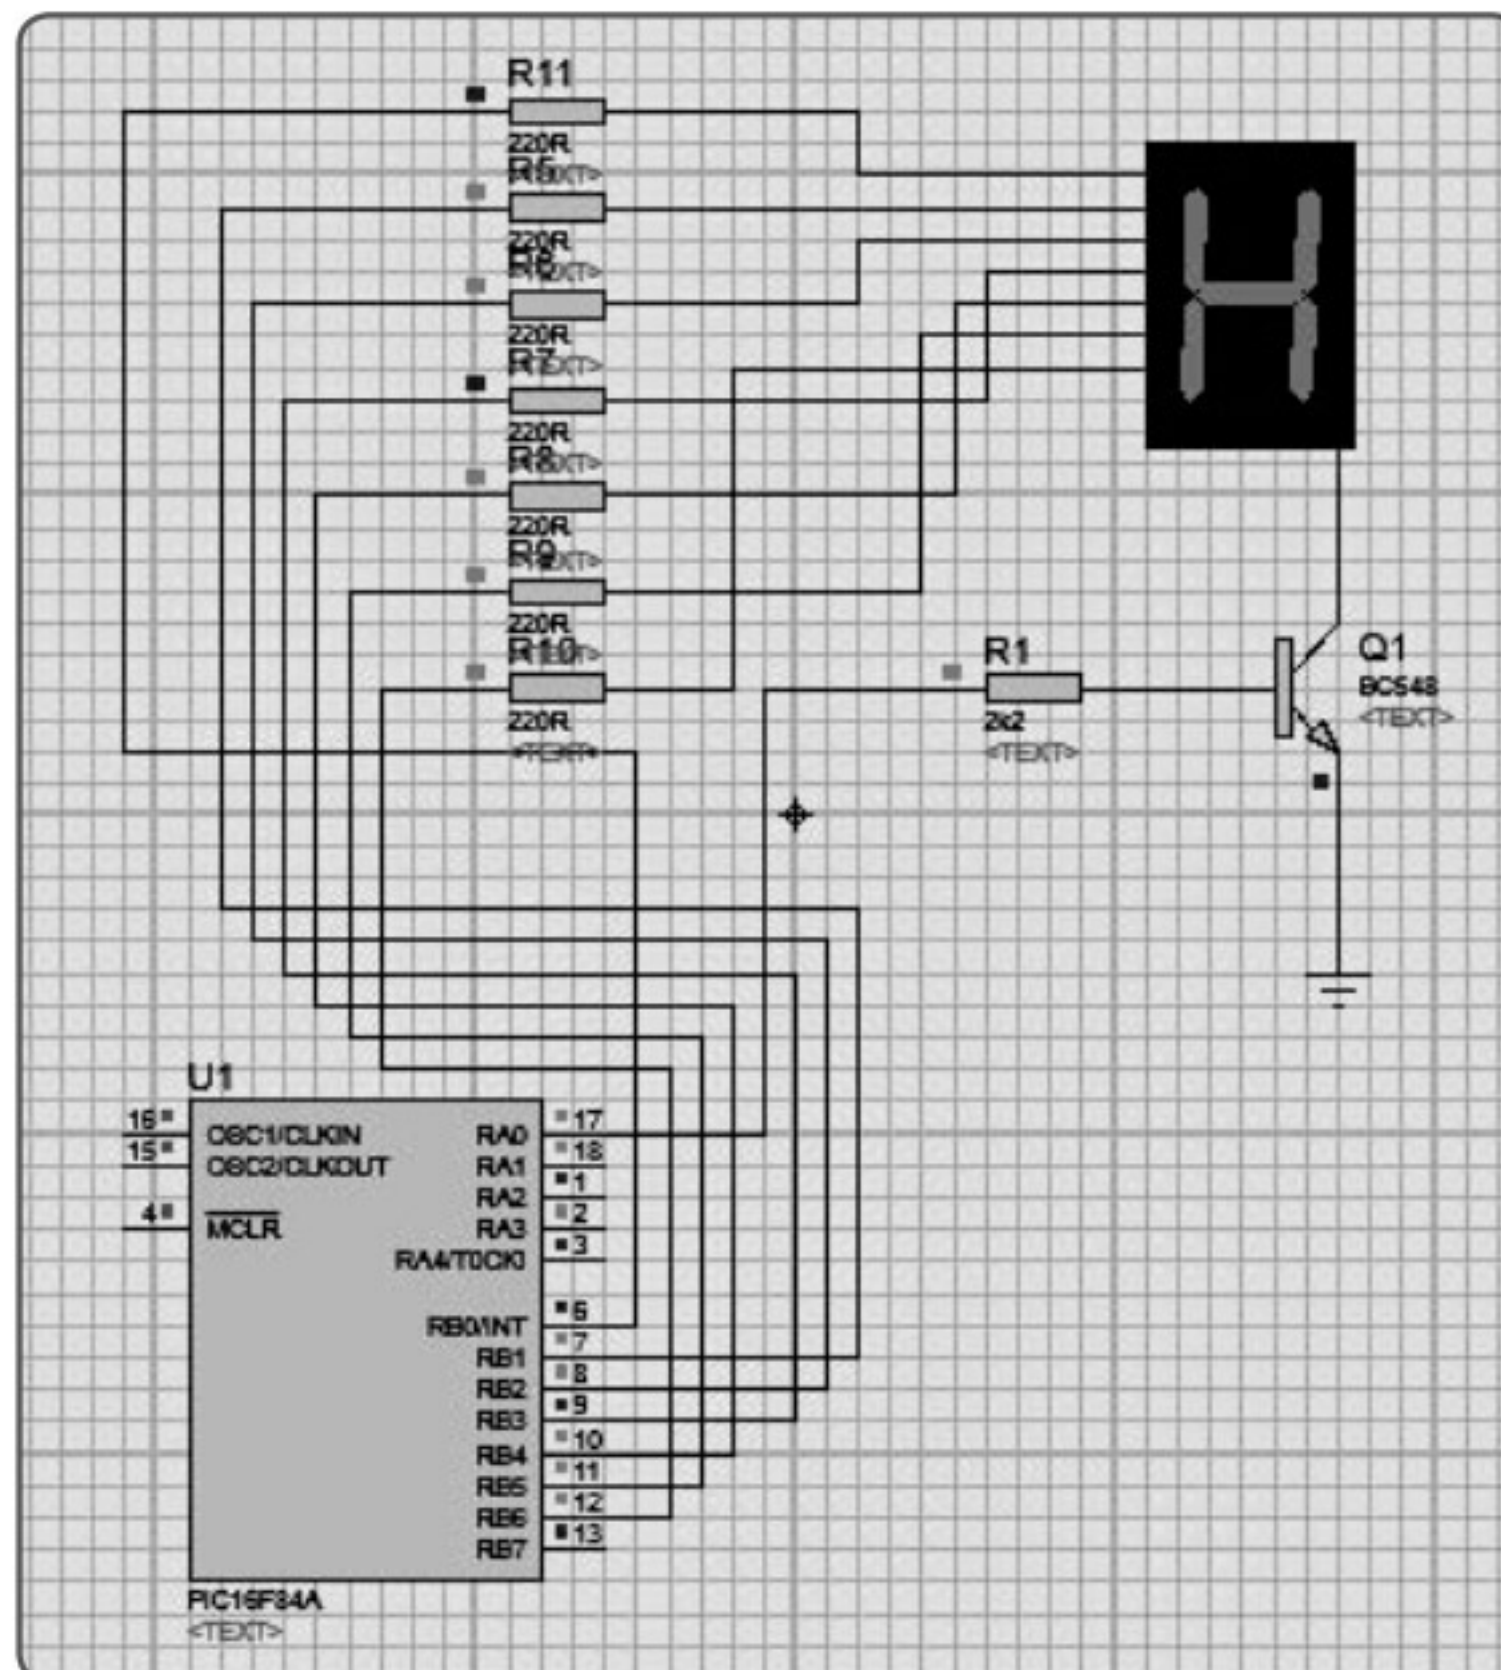 R11
220R
R5
220R
R6
220R
R7
220R
R8
220R
R9
220R
R10
220R
<TEXT>
R1
2k2
<TEXT>
Q1
BC548
<TEXT>
U1
16
OSC1/CLKIN
RA0
17
15
OSC2/CLKOUT
RA1
18
RA2
1
4
MCLR
RA3
2
RA4/T0CKI
3
RB0/INT
6
RB1
7
RB2
8
RB3
9
RB4
10
RB5
11
RB6
12
RB7
13
PIC16F84A
<TEXT>